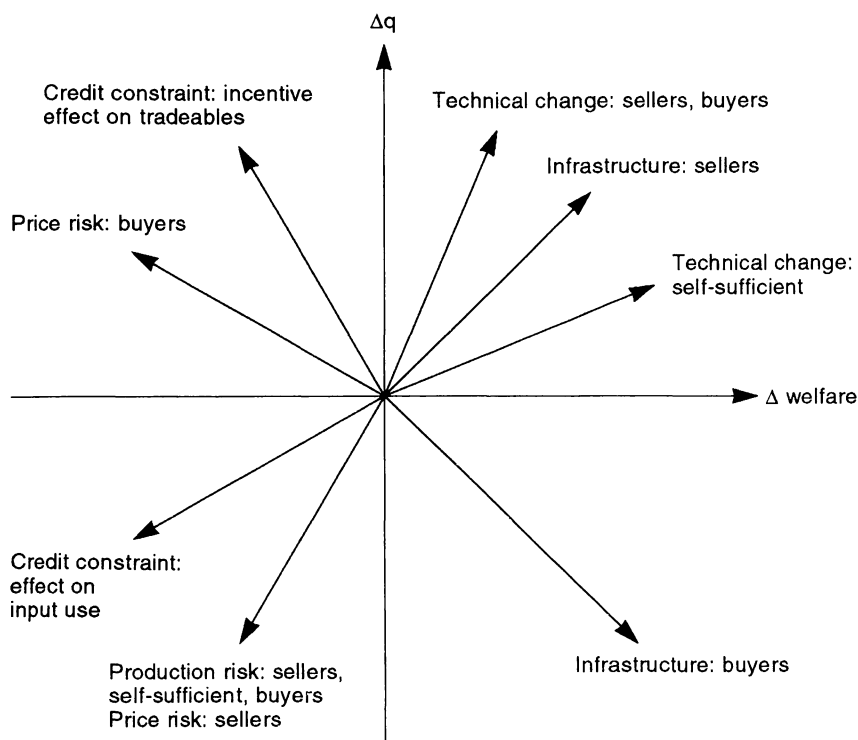 Δq
Credit constraint: incentive
effect on tradeables
Technical change: sellers, buyers
Infrastructure: sellers
Price risk: buyers
Technical change:
self-sufficient
Δ welfare
Credit constraint:
effect on
input use
Production risk: sellers,
self-sufficient, buyers
Price risk: sellers
Infrastructure: buyers